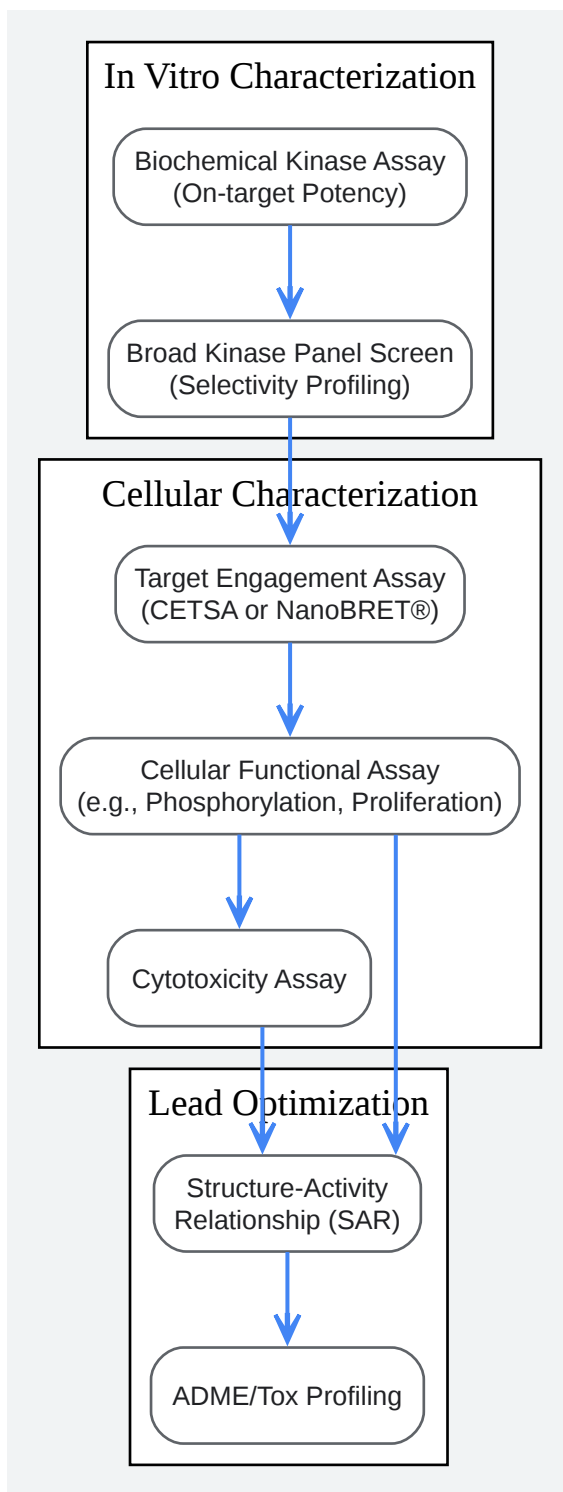 In Vitro Characterization
Biochemical Kinase Assay
(On-target Potency)
Broad Kinase Panel Screen
(Selectivity Profiling)
Cellular Characterization
Target Engagement Assay
(CETSA or NanoBRET®)
Cellular Functional Assay
(e.g., Phosphorylation, Proliferation)
Cytotoxicity Assay
Lead Optimization
Structure-Activity
Relationship (SAR)
ADME/Tox Profiling